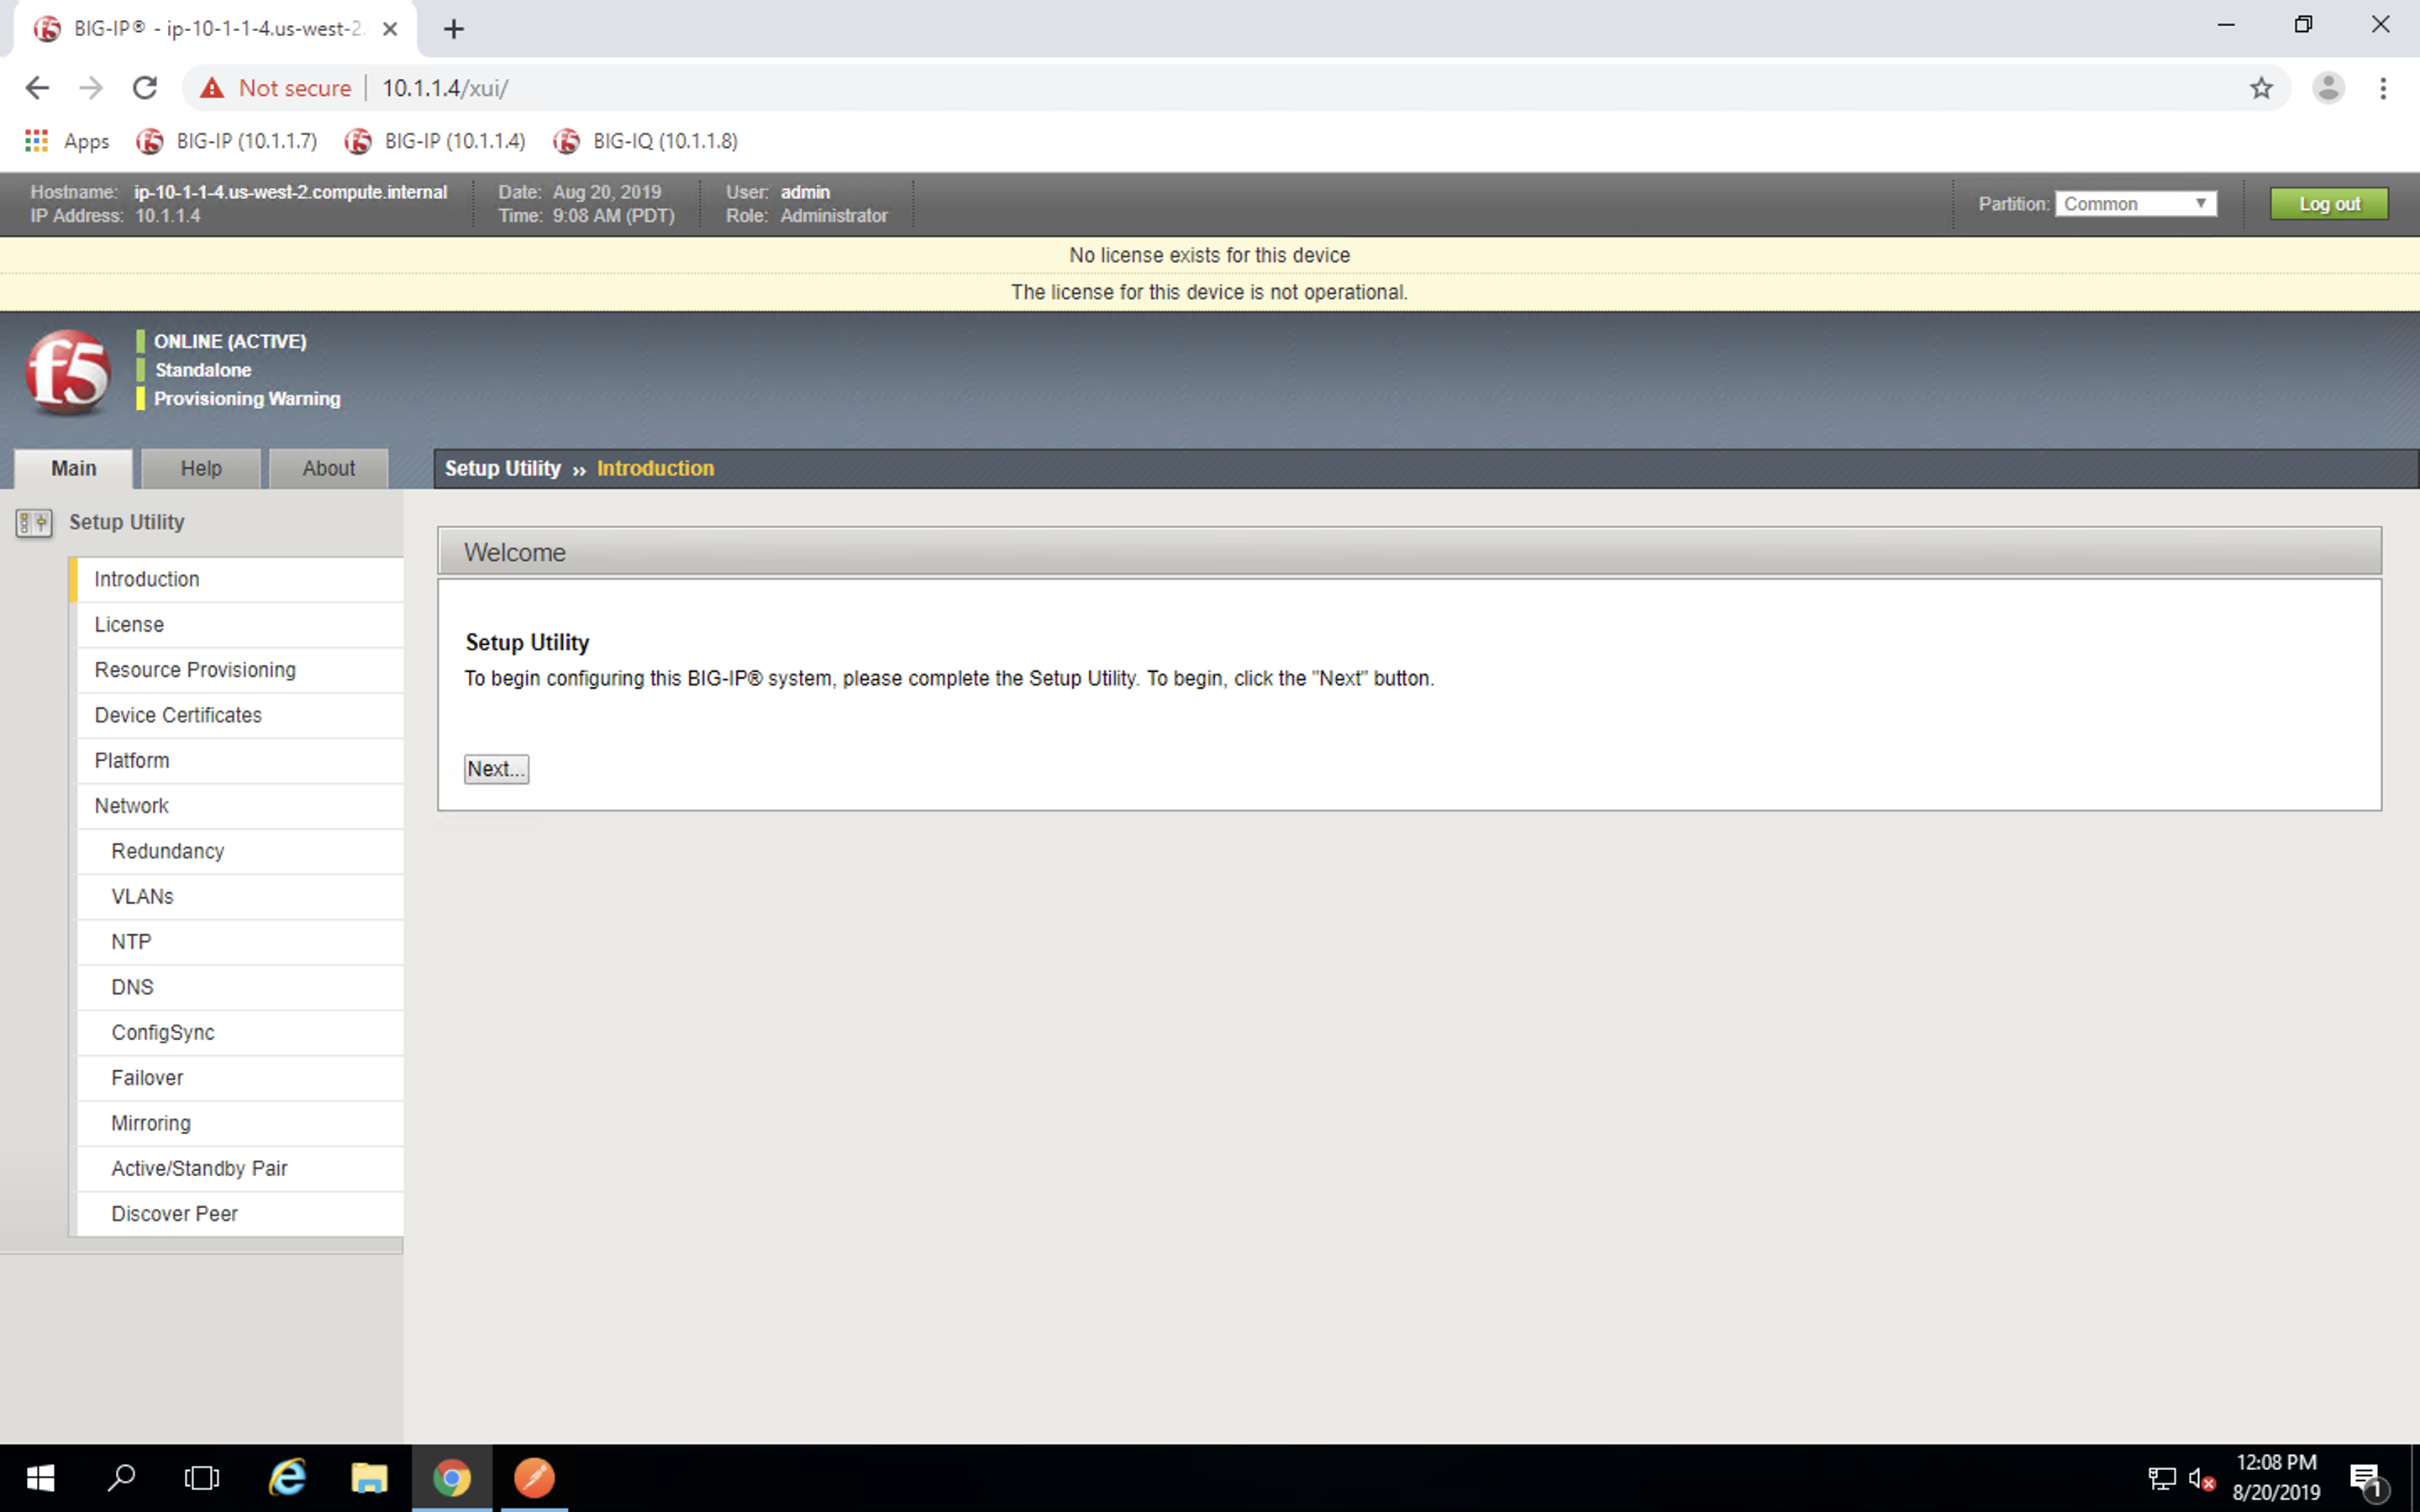 BIG-IP® - ip-10-1-1-4.us-west-2.
Not secure | 10.1.1.4/xui/
Apps BIG-IP (10.1.1.7) BIG-IP (10.1.1.4) BIG-IQ (10.1.1.8)
Hostname: ip-10-1-1-4.us-west-2.compute.internal Date: Aug 20, 2019 User: admin
IP Address: 10.1.1.4 Time: 9:08 AM (PDT) Role: Administrator
Partition: Common Log out
No license exists for this device
The license for this device is not operational.
f5
ONLINE (ACTIVE)
Standalone
Provisioning Warning
Main Help About Setup Utility ›› Introduction
Setup Utility
Introduction
License
Resource Provisioning
Device Certificates
Platform
Network
Redundancy
VLANs
NTP
DNS
ConfigSync
Failover
Mirroring
Active/Standby Pair
Discover Peer
Welcome
Setup Utility
To begin configuring this BIG-IP® system, please complete the Setup Utility. To begin, click the "Next" button.
Next...
12:08 PM
8/20/2019
1